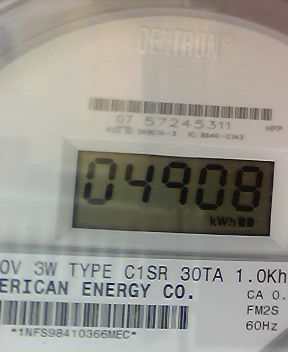 CENTRON®
07 57245311
04908
kWh
0V 3W TYPE C1SR 30TA 1.0Kh
ERICAN ENERGY CO.
CA 0.
FM2S
*1NFS98410366MEC*
60Hz